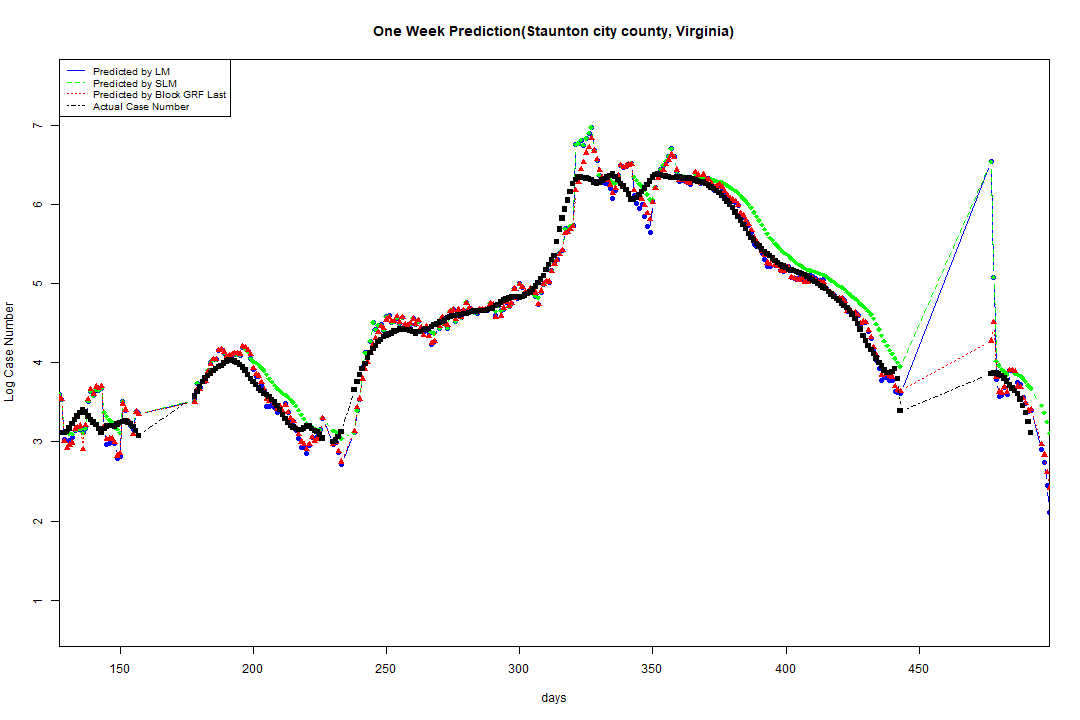 One Week Prediction(Staunton city county, Virginia)
Predicted by LM
Predicted by SLM
Predicted by Block GRF Last
Actual Case Number
7
6
5
4
3
2
1
Log Case Number
150 200 250 300 350 400 450
days